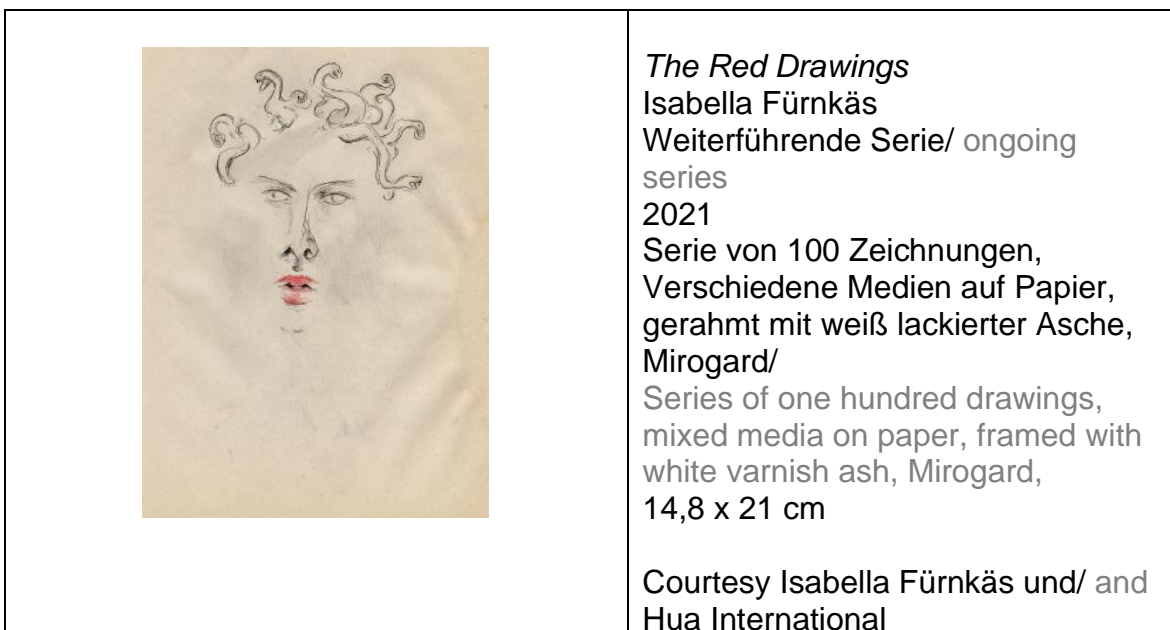 The Red Drawings
Isabella Fürnkäs
Weiterführende Serie/ ongoing
series
2021
Serie von 100 Zeichnungen,
Verschiedene Medien auf Papier,
gerahmt mit weiß lackierter Asche,
Mirogard/
Series of one hundred drawings,
mixed media on paper, framed with
white varnish ash, Mirogard,
14,8 x 21 cm
Courtesy Isabella Fürnkäs und/ and
Hua International